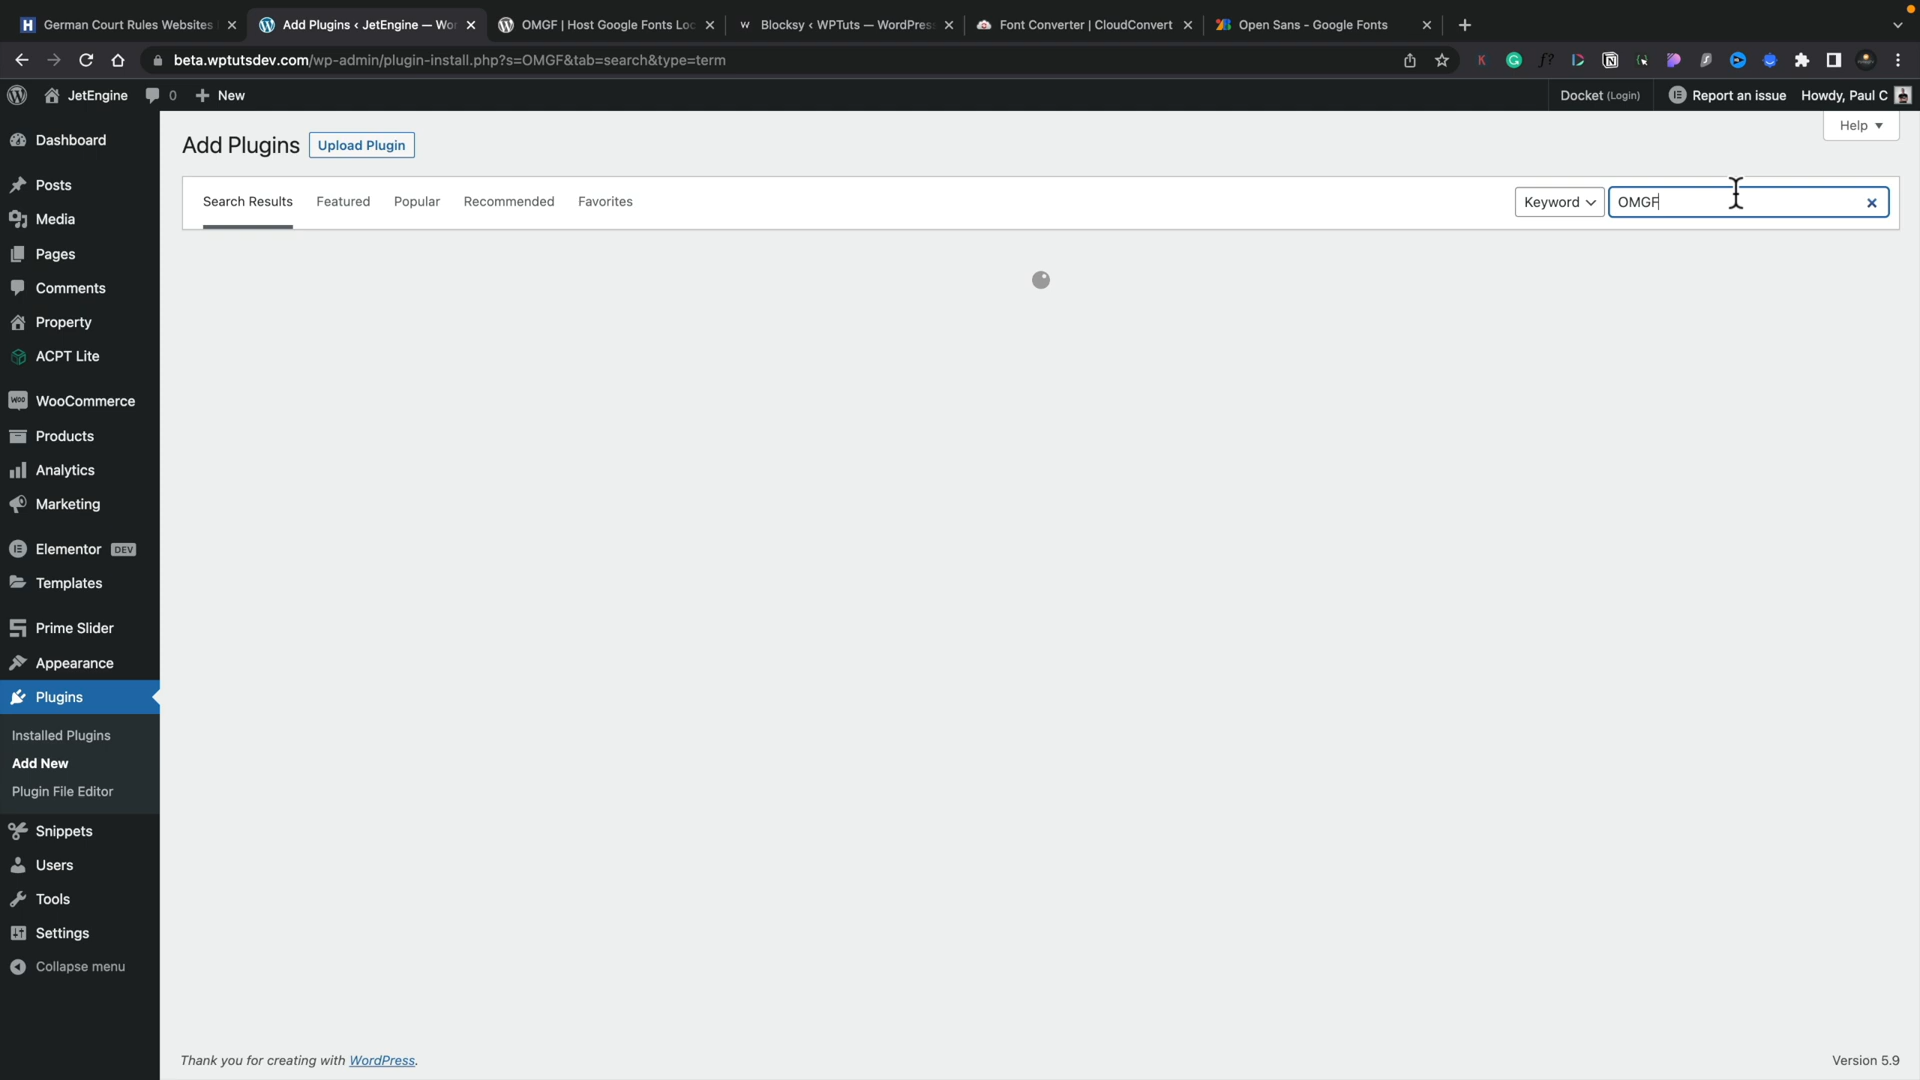 German Court Rules Websites
Add Plugins ‹ JetEngine — Wor
OMGF | Host Google Fonts Loc
Blocksy ‹ WPTuts — WordPres
Font Converter | CloudConvert
Open Sans - Google Fonts
beta.wptutsdev.com/wp-admin/plugin-install.php?s=OMGF&tab=search&type=term
JetEngine
0
New
Docket (Login)
Report an issue
Howdy, Paul C
Help
Dashboard
Add Plugins
Upload Plugin
Posts
Search Results
Featured
Popular
Recommended
Favorites
Keyword
OMGF
Media
Pages
Comments
Property
ACPT Lite
WooCommerce
Products
Analytics
Marketing
Elementor DEV
Templates
Prime Slider
Appearance
Plugins
Installed Plugins
Add New
Plugin File Editor
Snippets
Users
Tools
Settings
Collapse menu
Thank you for creating with WordPress.
Version 5.9